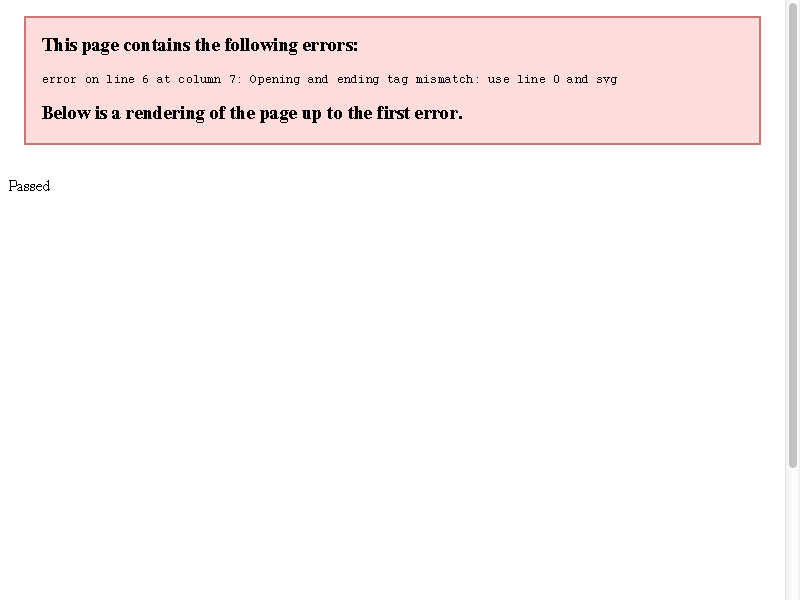 This page contains the following errors:
error on line 6 at column 7: Opening and ending tag mismatch: use line 0 and svg
Below is a rendering of the page up to the first error.
Passed